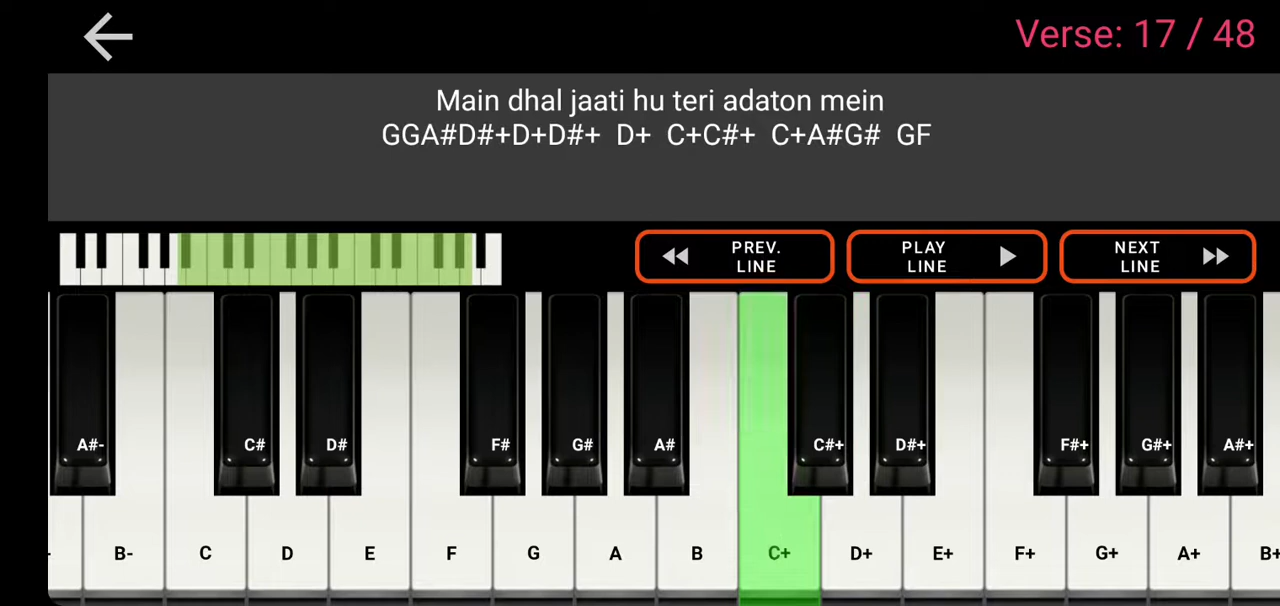 Verse: 17 / 48
Main dhal jaati hu teri adaton mein
GGA#D#+D+D#+ D+ C+C#+ C+A#G# GF
PREV. LINE
PLAY LINE
NEXT LINE
A#- C# D# F# G# A# C#+ D#+ F#+ G#+ A#+
B- C D E F G A B C+ D+ E+ F+ G+ A+ B+